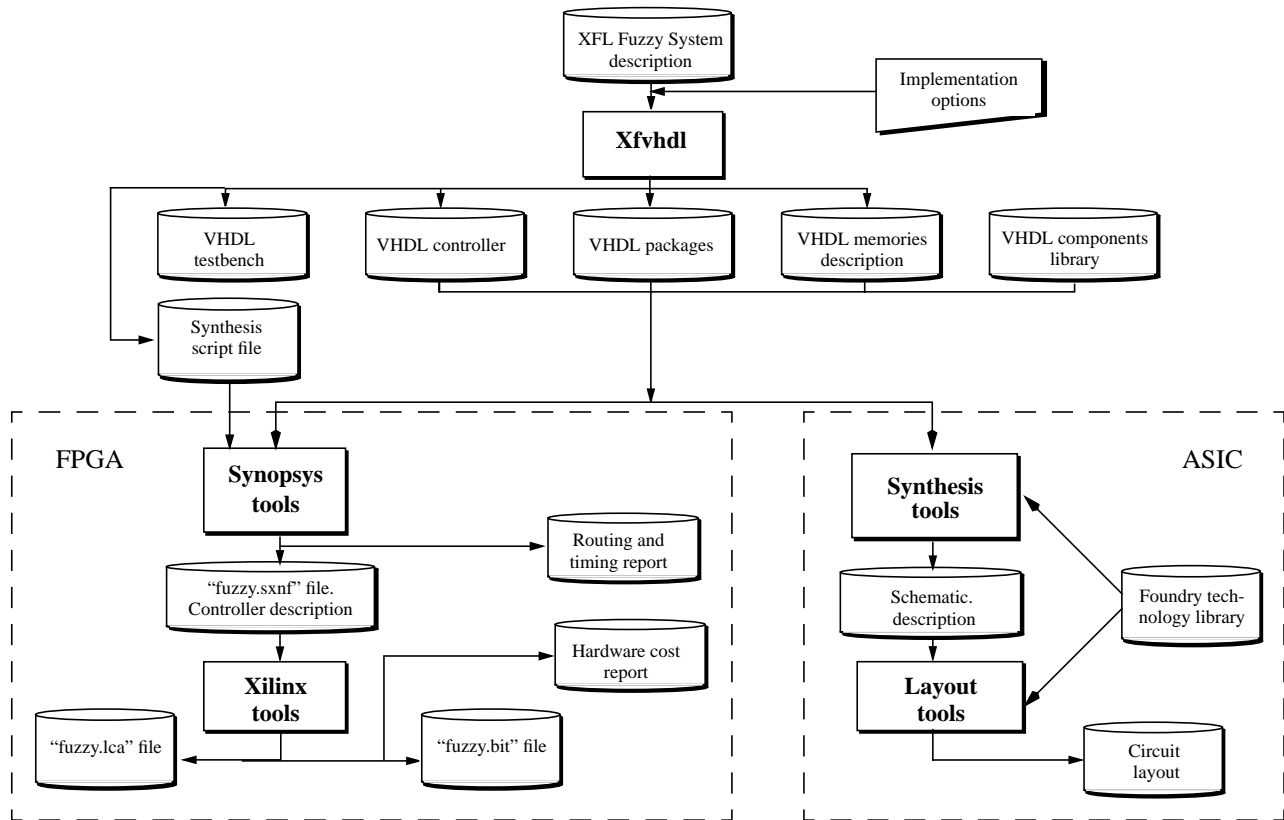 XFL Fuzzy System
description
Implementation
options
Xfvhdl
VHDL
testbench
VHDL controller
VHDL packages
VHDL memories
description
VHDL components
library
Synthesis
script file
FPGA
Synopsys
tools
ASIC
Synthesis
tools
Routing and
timing report
“fuzzy.sxnf” file.
Controller description
Schematic.
description
Foundry tech-
nology library
Hardware cost
report
Xilinx
tools
Layout
tools
“fuzzy.lca” file
“fuzzy.bit” file
Circuit
layout